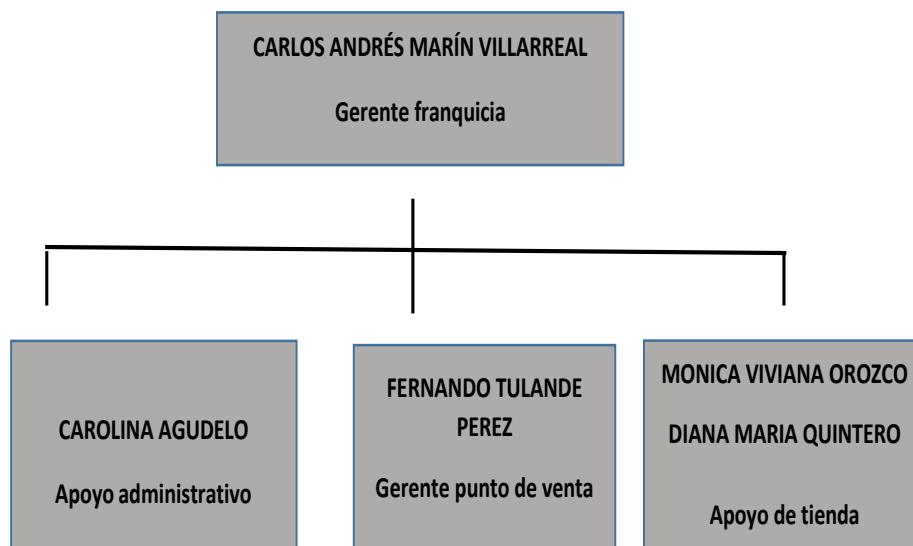 CARLOS ANDRÉS MARÍN VILLARREAL
Gerente franquicia
CAROLINA AGUDELO
Apoyo administrativo
FERNANDO TULANDE
PEREZ
Gerente punto de venta
MONICA VIVIANA OROZCO
DIANA MARIA QUINTERO
Apoyo de tienda